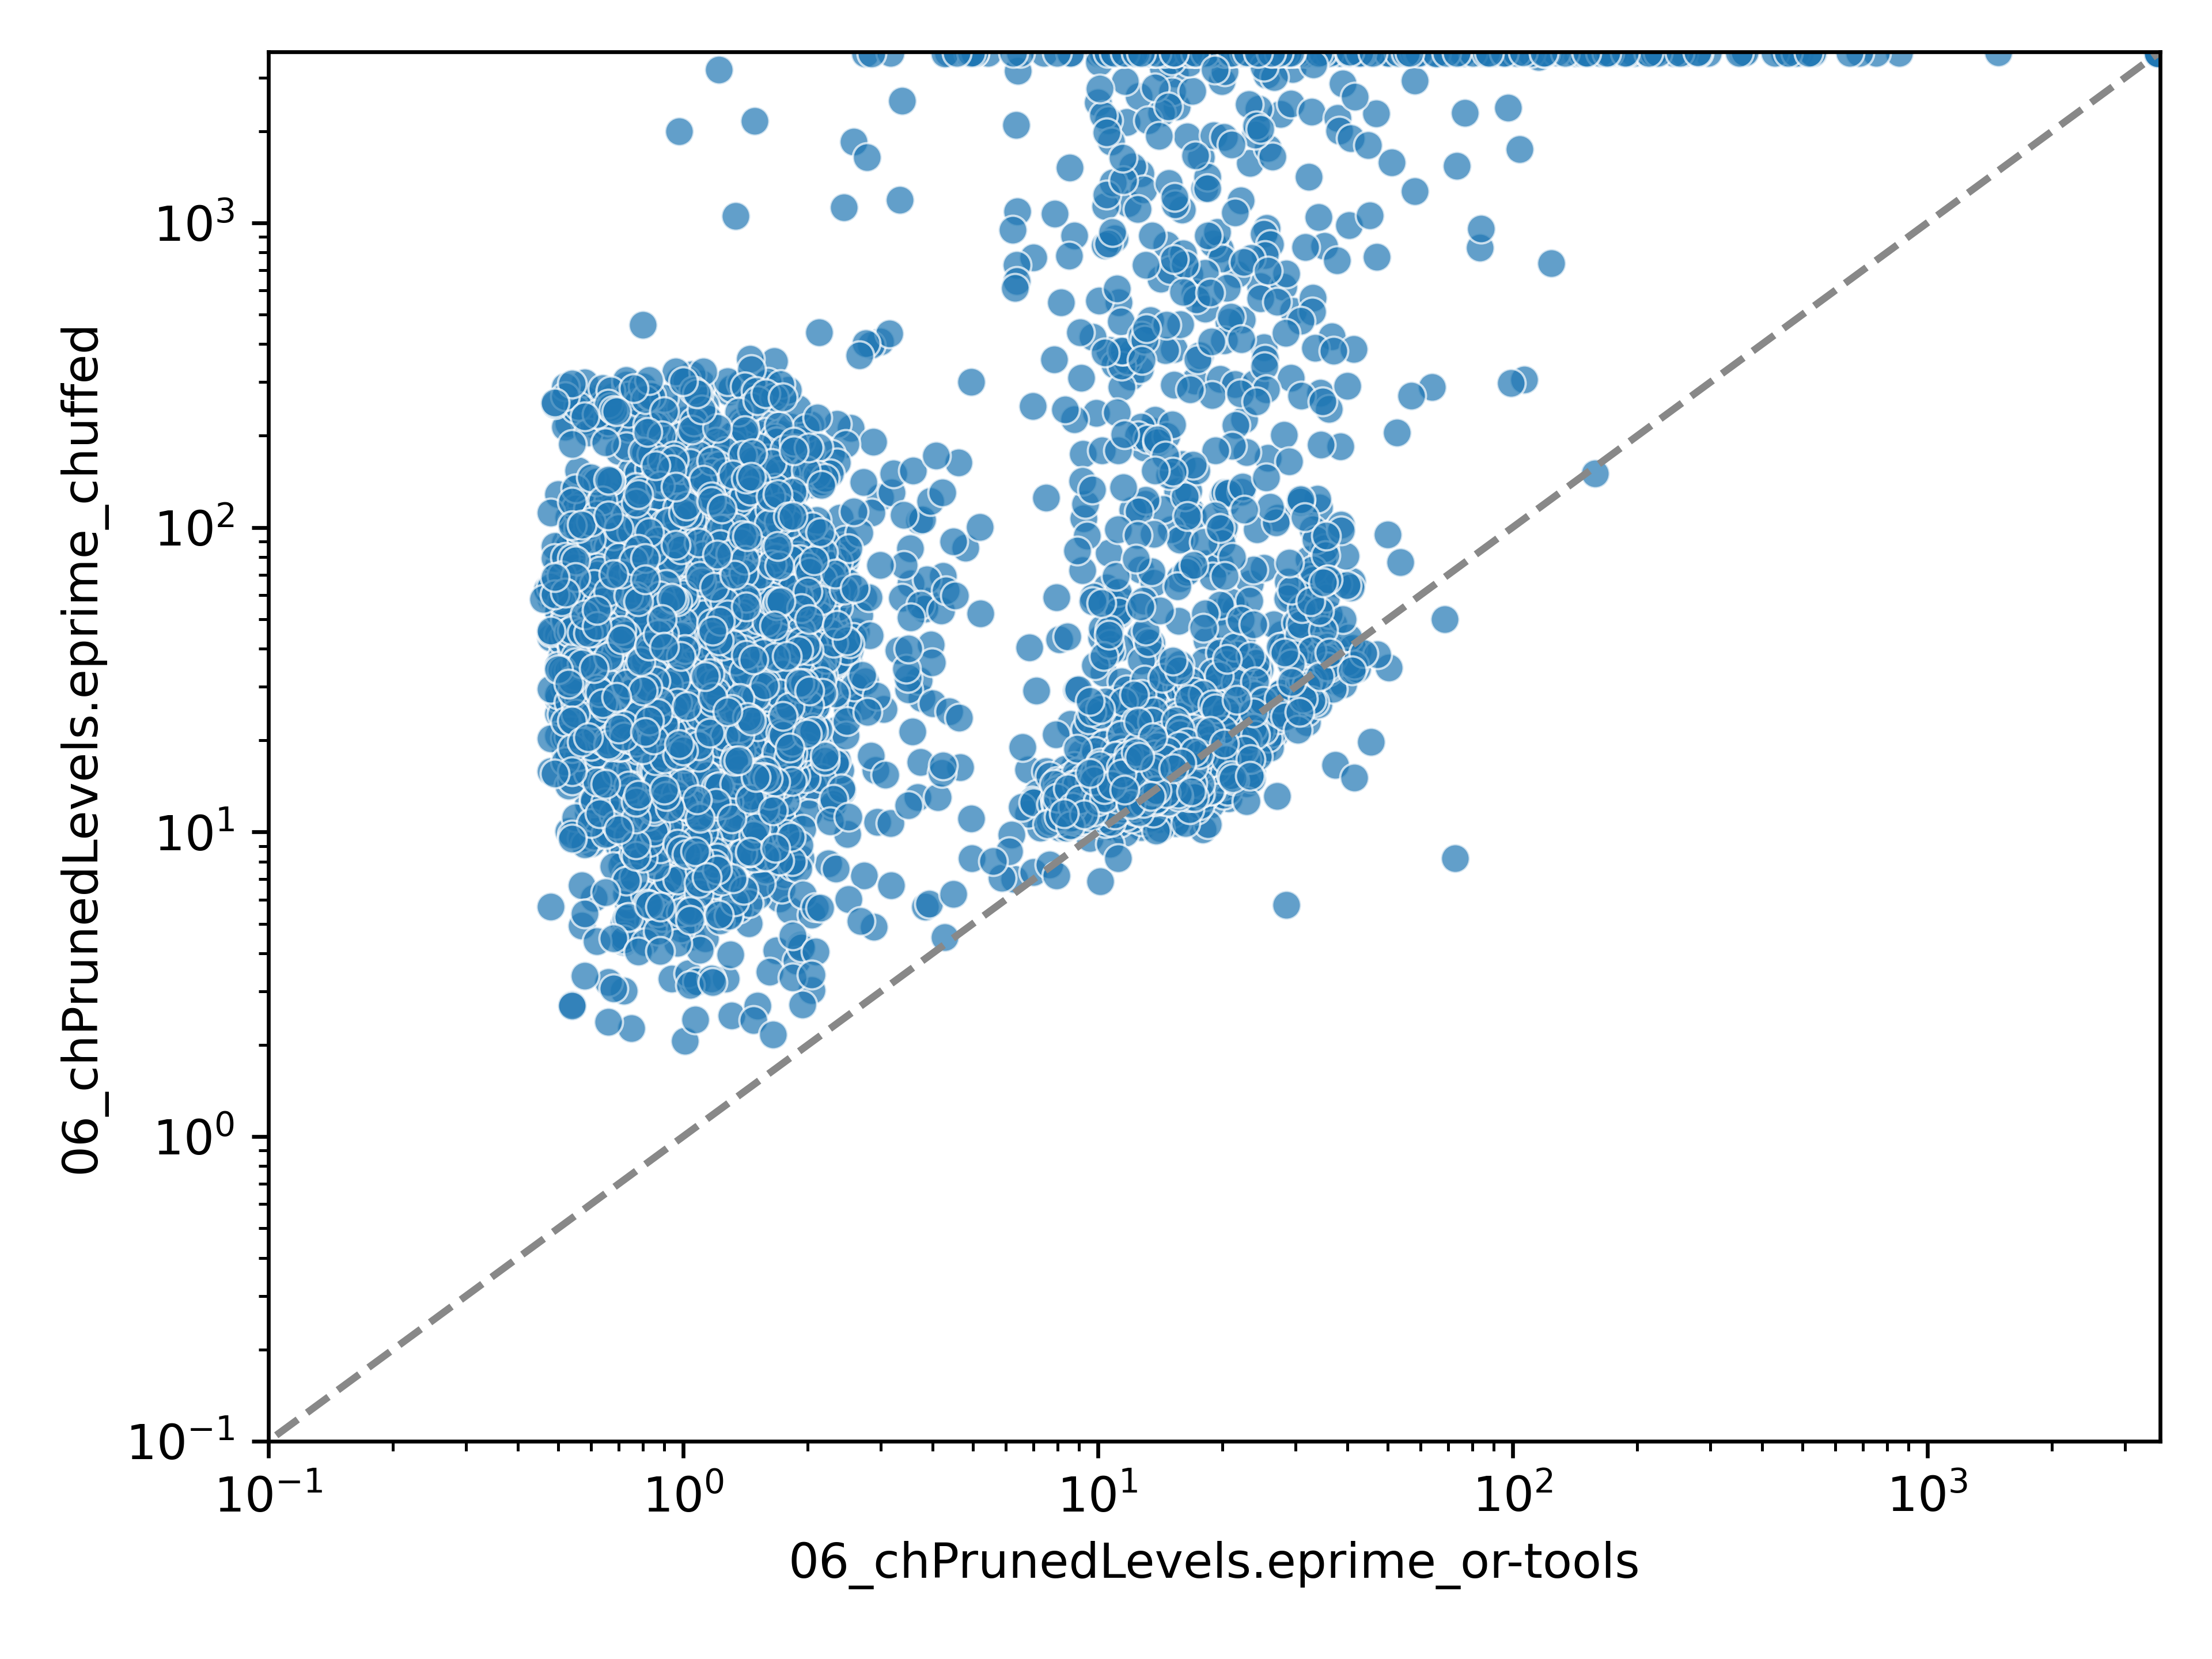 06_chPrunedLevels.eprime_chuffed
10³
10²
10¹
10⁰
10⁻¹
10⁻¹ 10⁰ 10¹ 10² 10³
06_chPrunedLevels.eprime_or-tools